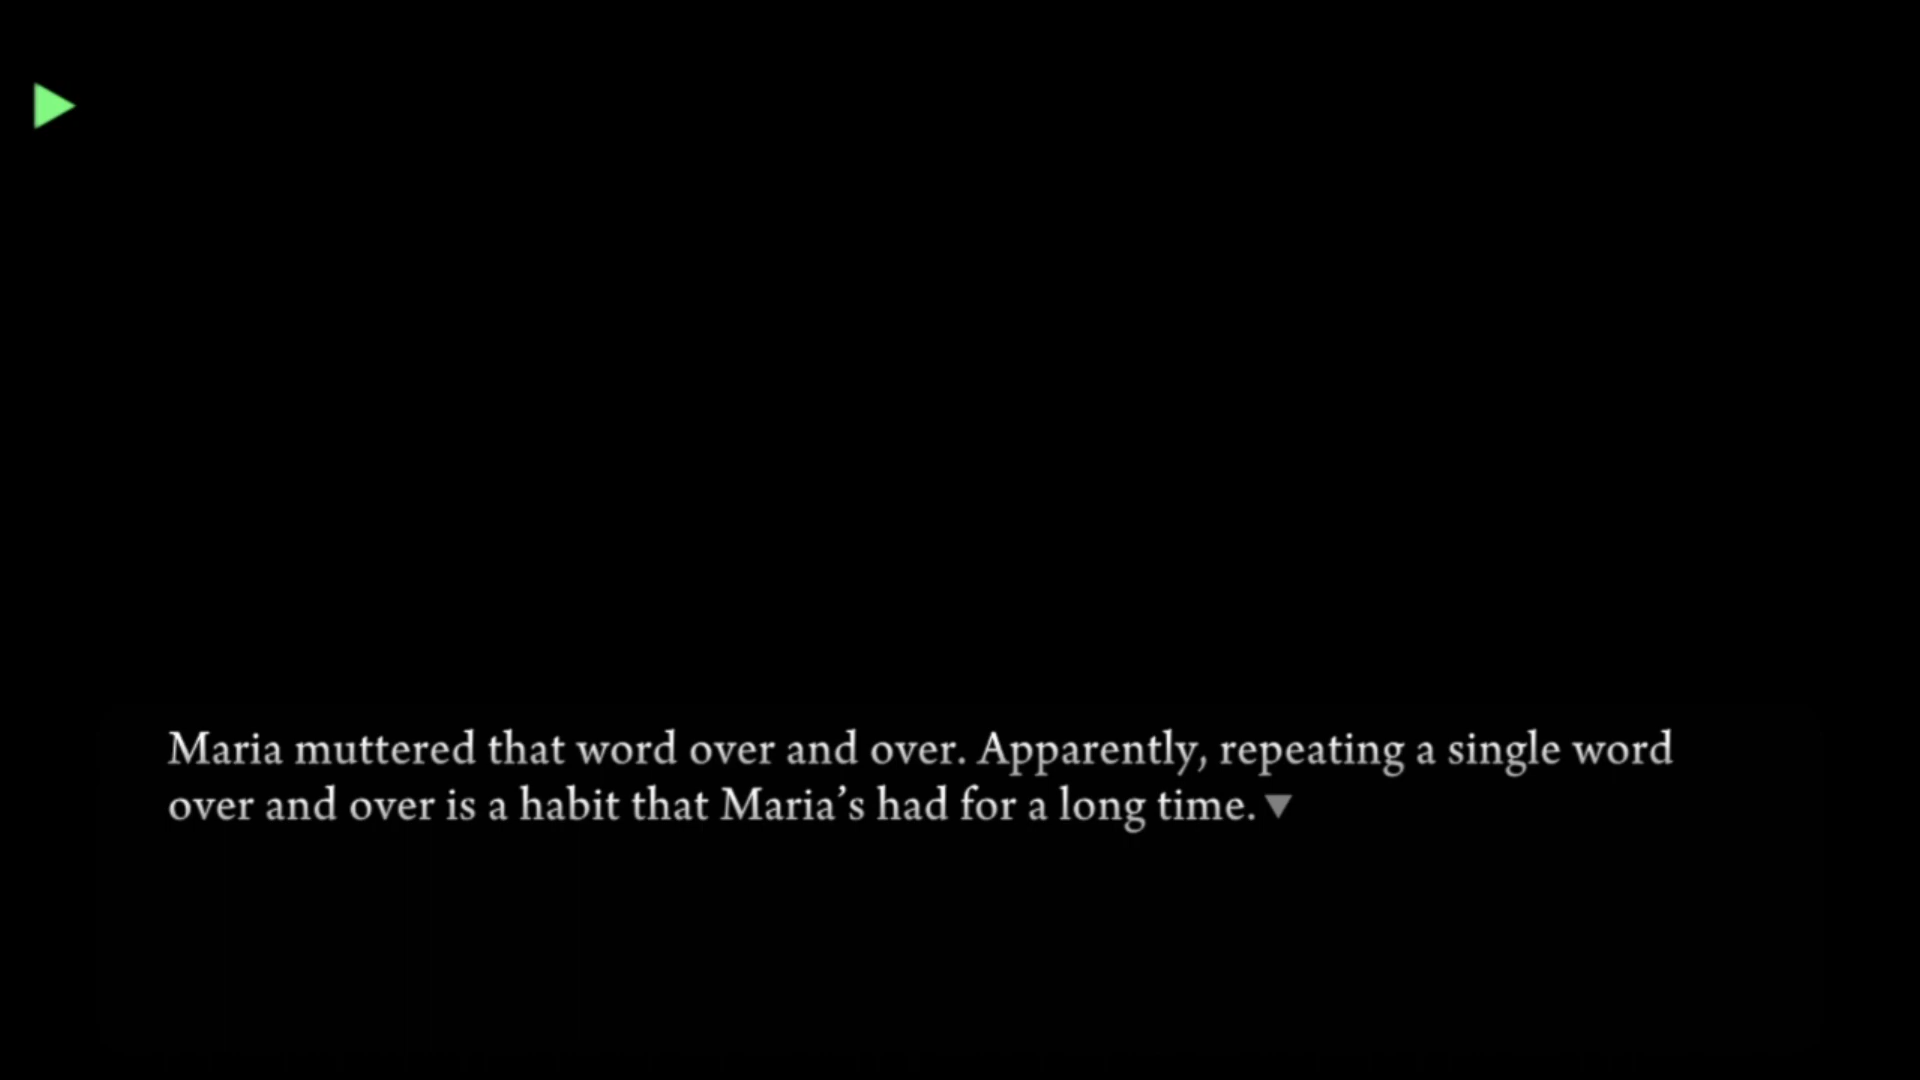 Maria muttered that word over and over. Apparently, repeating a single word
over and over is a habit that Maria’s had for a long time.